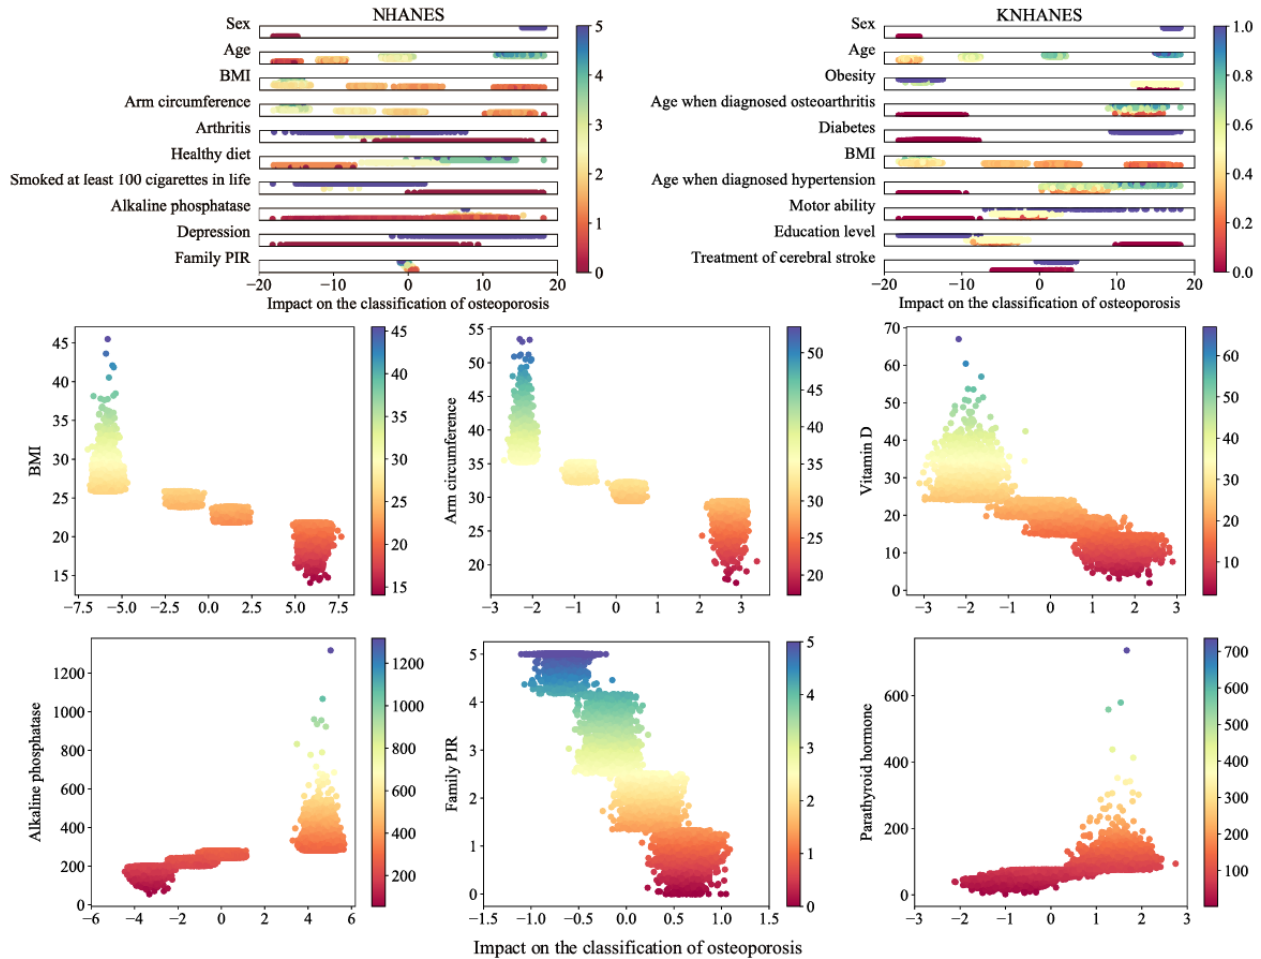 NHANES
Sex
Age
BMI
Arm circumference
Arthritis
Healthy diet
Smoked at least 100 cigarettes in life
Alkaline phosphatase
Depression
Family PIR
−20 −10 0 10 20
Impact on the classification of osteoporosis
5
4
3
2
1
0
KNHANES
Sex
Age
Obesity
Age when diagnosed osteoarthritis
Diabetes
BMI
Age when diagnosed hypertension
Motor ability
Education level
Treatment of cerebral stroke
−20 −10 0 10 20
Impact on the classification of osteoporosis
1.0
0.8
0.6
0.4
0.2
0.0
BMI
45
40
35
30
25
20
15
−7.5 −5.0 −2.5 0.0 2.5 5.0 7.5
45
40
35
30
25
20
15
Arm circumference
55
50
45
40
35
30
25
20
−3 −2 −1 0 1 2 3
50
45
40
35
30
25
20
Vitamin D
70
60
50
40
30
20
10
0
−3 −2 −1 0 1 2 3
60
50
40
30
20
10
Alkaline phosphatase
1200
1000
800
600
400
200
0
−6 −4 −2 0 2 4 6
1200
1000
800
600
400
200
Family PIR
5
4
3
2
1
0
−1.5 −1.0 −0.5 0.0 0.5 1.0 1.5
5
4
3
2
1
0
Parathyroid hormone
600
400
200
0
−3 −2 −1 0 1 2 3
700
600
500
400
300
200
100
Impact on the classification of osteoporosis